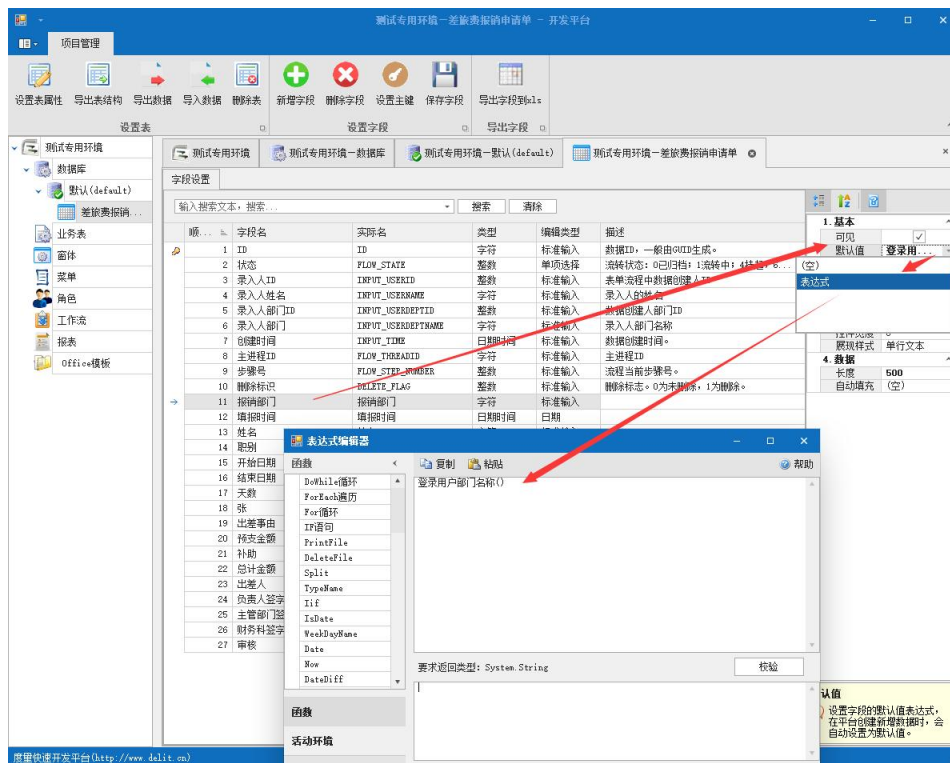 测试专用环境－差旅费报销申请单 － 开发平台
项目管理
设置表属性 导出表结构 导出数据 导入数据 删除表 新增字段 删除字段 设置主键 保存字段 导出字段到xls
设置表 设置字段 导出字段
测试专用环境
数据库
默认(default)
差旅费报销...
业务表
窗体
菜单
角色
工作流
报表
Office模板
测试专用环境 测试专用环境－数据库 测试专用环境－默认(default) 测试专用环境－差旅费报销申请单
字段设置
输入搜索文本，搜索... 搜索 清除
顺... 字段名 实际名 类型 编辑类型 描述
1 ID ID 字符 标准输入 数据ID，一般由GUID生成。
2 状态 FLOW_STATE 整数 单项选择 流转状态：0已归档；1流转中；4挂起；6...
3 录入人ID INPUT_USERID 整数 标准输入 表单流程中数据创建人ID
4 录入人姓名 INPUT_USERNAME 字符 标准输入 录入人的姓名
5 录入人部门ID INPUT_USERDEPTID 整数 标准输入 数据创建人部门ID
6 录入人部门 INPUT_USERDEPTNAME 字符 标准输入 录入人部门名称
7 创建时间 INPUT_TIME 日期时间 标准输入 数据创建时间。
8 主进程ID FLOW_THREADID 字符 标准输入 主进程ID
9 步骤号 FLOW_STEP_NUMBER 整数 标准输入 流程当前步骤号。
10 删除标识 DELETE_FLAG 整数 标准输入 删除标志。0为未删除，1为删除。
11 报销部门 报销部门 字符 标准输入
12 填报时间 填报时间 日期时间 日期
13 姓名
14 职别
15 开始日期
16 结束日期
17 天数
18 张
19 出差事由
20 预支金额
21 补助
22 总计金额
23 出差人
24 负责人签字
25 主管部门签
26 财务科签字
27 审核
1.基本
可见
默认值 登录用...
(空)
表达式
展现样式 单行文本
4.数据
长度 500
自动填充 (空)
表达式编辑器
函数 复制 粘贴 帮助
DoWhile循环
ForEach遍历
For循环
IF语句
PrintFile
DeleteFile
Split
TypeName
Iif
IsDate
WeekDayName
Date
Now
DateDiff
登录用户部门名称()
要求返回类型: System.String 校验
函数
活动环境
认值
设置字段的默认值表达式，
在平台创建新增数据时，会
自动设置为默认值。
度量快速开发平台(http://www.delit.cn)